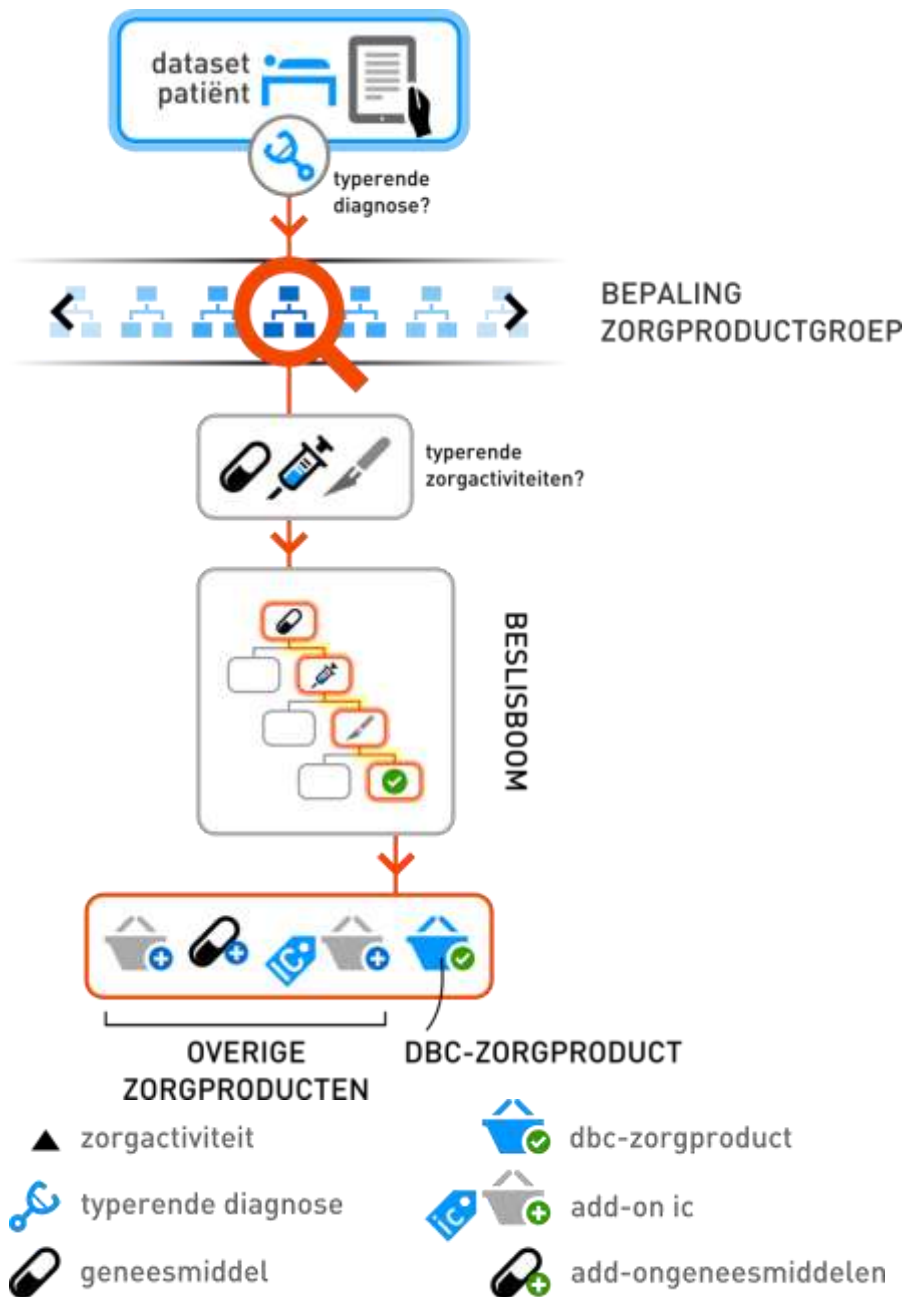 dataset
patiënt
typerende
diagnose?
BEPALING
ZORGPRODUCTGROEP
typerende
zorgactiviteiten?
BESLISBOOM
IC
OVERIGE
ZORGPRODUCTEN
DBC-ZORGPRODUCT
zorgactiviteit
dbc-zorgproduct
typerende diagnose
ic
add-on ic
geneesmiddel
add-ongeneesmiddelen